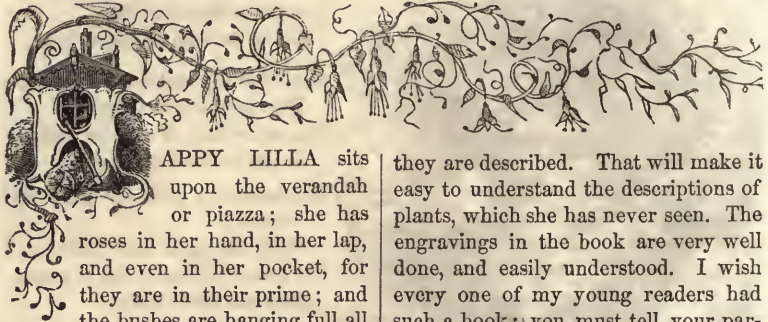 HAPPY LILLA sits
upon the verandah
or piazza; she has
roses in her hand, in her lap,
and even in her pocket, for
they are in their prime; and
the bushes are hanging full all
they are described. That will make it
easy to understand the descriptions of
plants, which she has never seen. The
engravings in the book are very well
done, and easily understood. I wish
every one of my young readers had
such a book; you must tell your par-